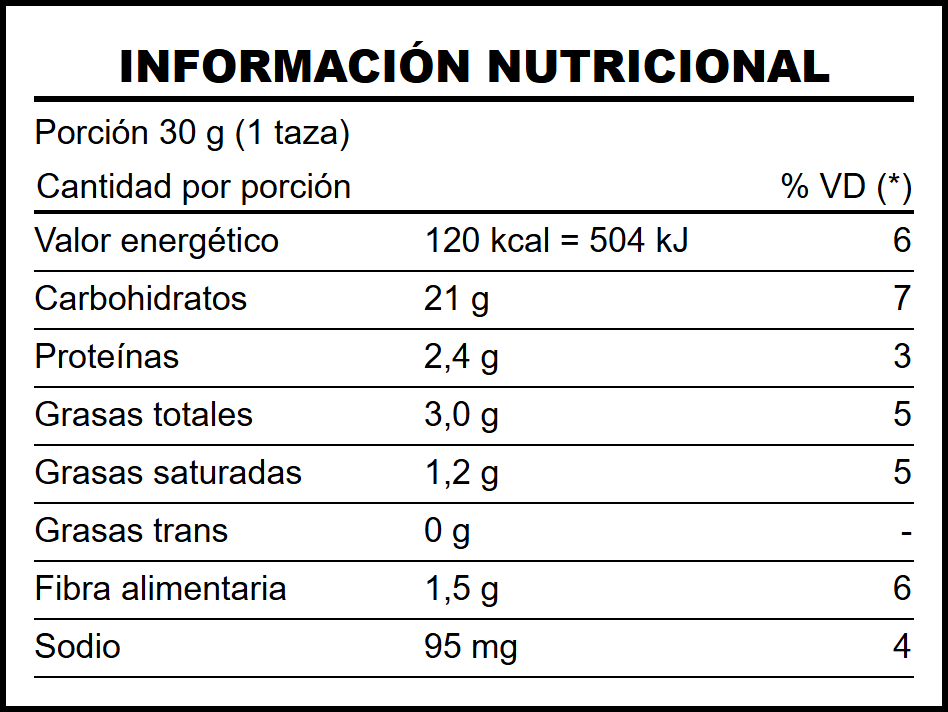 INFORMACIÓN NUTRICIONAL
Porción 30 g (1 taza)
Cantidad por porción % VD (*)
Valor energético 120 kcal = 504 kJ 6
Carbohidratos 21 g 7
Proteínas 2,4 g 3
Grasas totales 3,0 g 5
Grasas saturadas 1,2 g 5
Grasas trans 0 g -
Fibra alimentaria 1,5 g 6
Sodio 95 mg 4